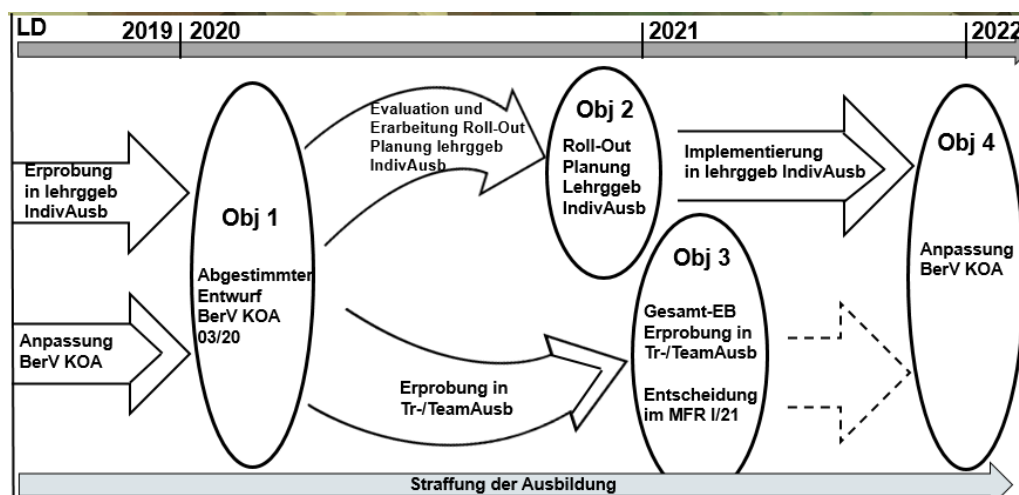 LD
2019
2020
2021
2022
Erprobung
in lehrggeb
IndivAusb
Anpassung
BerV KOA
Obj 1
Abgestimmter
Entwurf
BerV KOA
03/20
Evaluation und
Erarbeitung Roll-Out
Planung lehrggeb
IndivAusb
Erprobung in
Tr-/TeamAusb
Obj 2
Roll-Out
Planung
Lehrggeb
IndivAusb
Obj 3
Gesamt-EB
Erprobung in
Tr-/TeamAusb
Entscheidung
im MFR I/21
Implementierung
in lehrggeb IndivAusb
Obj 4
Anpassung
BerV KOA
Straffung der Ausbildung